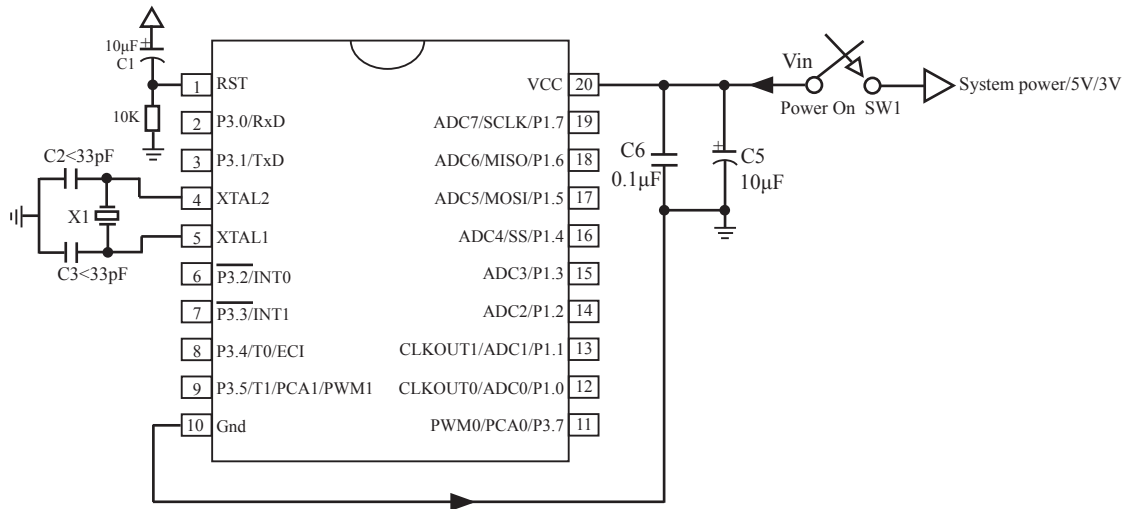 10μF
+
C1
10K
C2<33pF
X1
C3<33pF
1 RST
2 P3.0/RxD
3 P3.1/TxD
4 XTAL2
5 XTAL1
6 P3.2/INT0
7 P3.3/INT1
8 P3.4/T0/ECI
9 P3.5/T1/PCA1/PWM1
10 Gnd
VCC 20
ADC7/SCLK/P1.7 19
ADC6/MISO/P1.6 18
ADC5/MOSI/P1.5 17
ADC4/SS/P1.4 16
ADC3/P1.3 15
ADC2/P1.2 14
CLKOUT1/ADC1/P1.1 13
CLKOUT0/ADC0/P1.0 12
PWM0/PCA0/P3.7 11
C6
0.1μF
+
C5
10μF
Vin
Power On SW1
System power/5V/3V